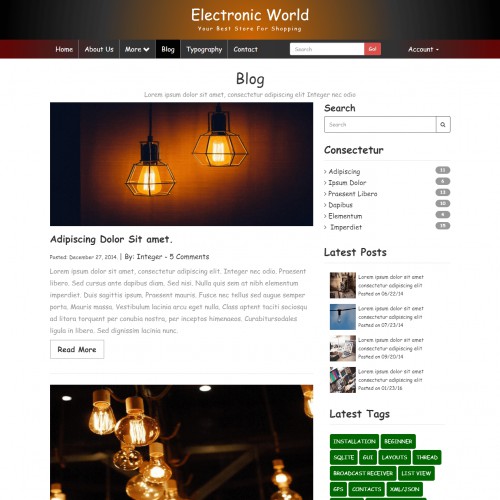 Electronic World
Your Best Store For Shopping
Home About Us More Blog Typography Contact Search Go! Account
Blog
Lorem ipsum dolor sit amet, consectetur adipiscing elit Integer nec odio
Adipiscing Dolor Sit amet.
Posted: December 27, 2014. | By: Integer - 5 Comments
Lorem ipsum dolor sit amet, consectetur adipiscing elit. Integer nec odio. Praesent
libero. Sed cursus ante dapibus diam. Sed nisi. Nulla quis sem at nibh elementum
imperdiet. Duis sagittis ipsum. Praesent mauris. Fusce nec tellus sed augue semper
porta. Mauris massa. Vestibulum lacinia arcu eget nulla. Class aptent taciti sociosqu
ad litora torquent per conubia nostra, per inceptos himenaeos. Curabitursodales
ligula in libero. Sed dignissim lacinia nunc.
Read More
Search
Search
Consectetur
Adipiscing 11
Ipsum Dolor 6
Praesent Libero 13
Dapibus 10
Elementum 4
Imperdiet 15
Latest Posts
Lorem ipsum dolor sit amet
consectetur adipiscing elit
Posted on 06/22/14
Lorem ipsum dolor sit amet
consectetur adipiscing elit
Posted on 07/23/14
Lorem ipsum dolor sit amet
consectetur adipiscing elit
Posted on 09/20/14
Lorem ipsum dolor sit amet
consectetur adipiscing elit
Posted on 01/23/16
Latest Tags
INSTALLATION BEGINNER
SQLITE GUI LAYOUTS THREAD
BROADCAST RECEIVER LIST VIEW
GPS CONTACTS XML/JSON